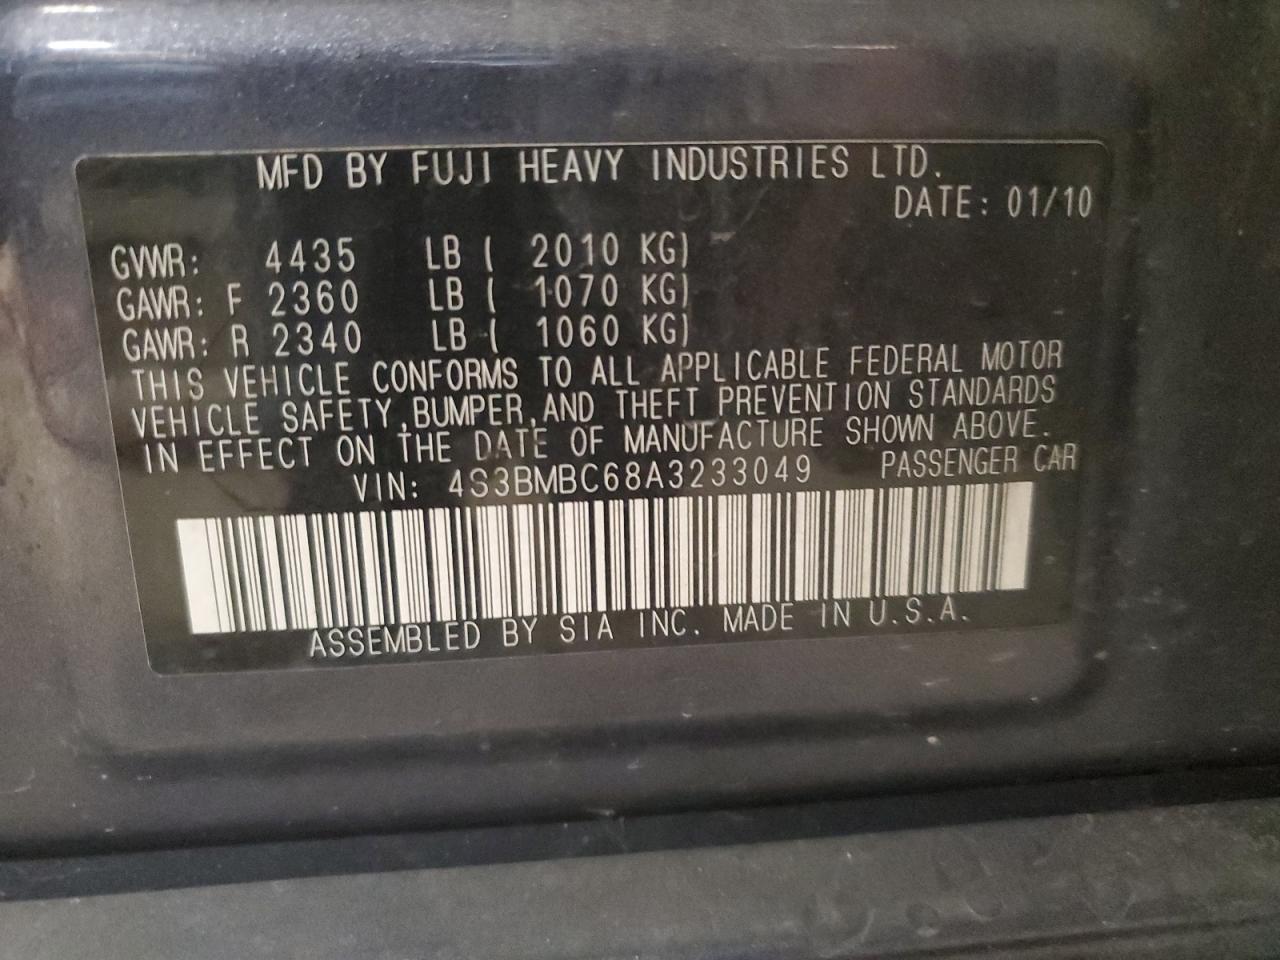 MFD BY FUJI HEAVY INDUSTRIES LTD.
DATE: 01/10
GVWR: 4435 LB ( 2010 KG)
GAWR: F 2360 LB ( 1070 KG)
GAWR: R 2340 LB ( 1060 KG)
THIS VEHICLE CONFORMS TO ALL APPLICABLE FEDERAL MOTOR
VEHICLE SAFETY, BUMPER, AND THEFT PREVENTION STANDARDS
IN EFFECT ON THE DATE OF MANUFACTURE SHOWN ABOVE.
VIN: 4S3BMBC68A3233049 PASSENGER CAR
ASSEMBLED BY SIA INC. MADE IN U.S.A.